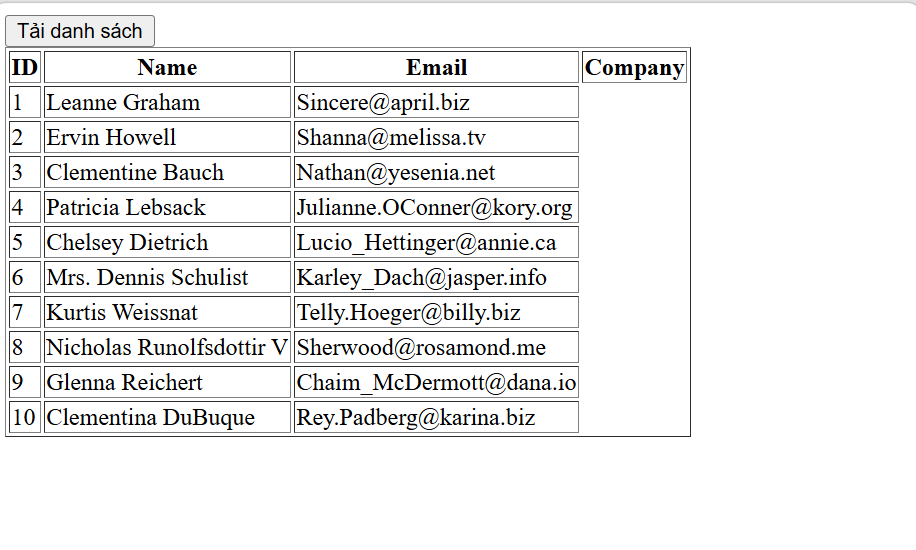 Tải danh sách
ID Name Email Company
1 Leanne Graham Sincere@april.biz
2 Ervin Howell Shanna@melissa.tv
3 Clementine Bauch Nathan@yesenia.net
4 Patricia Lebsack Julianne.OConner@kory.org
5 Chelsey Dietrich Lucio_Hettinger@annie.ca
6 Mrs. Dennis Schulist Karley_Dach@jasper.info
7 Kurtis Weissnat Telly.Hoeger@billy.biz
8 Nicholas Runolfsdottir V Sherwood@rosamond.me
9 Glenna Reichert Chaim_McDermott@dana.io
10 Clementina DuBuque Rey.Padberg@karina.biz